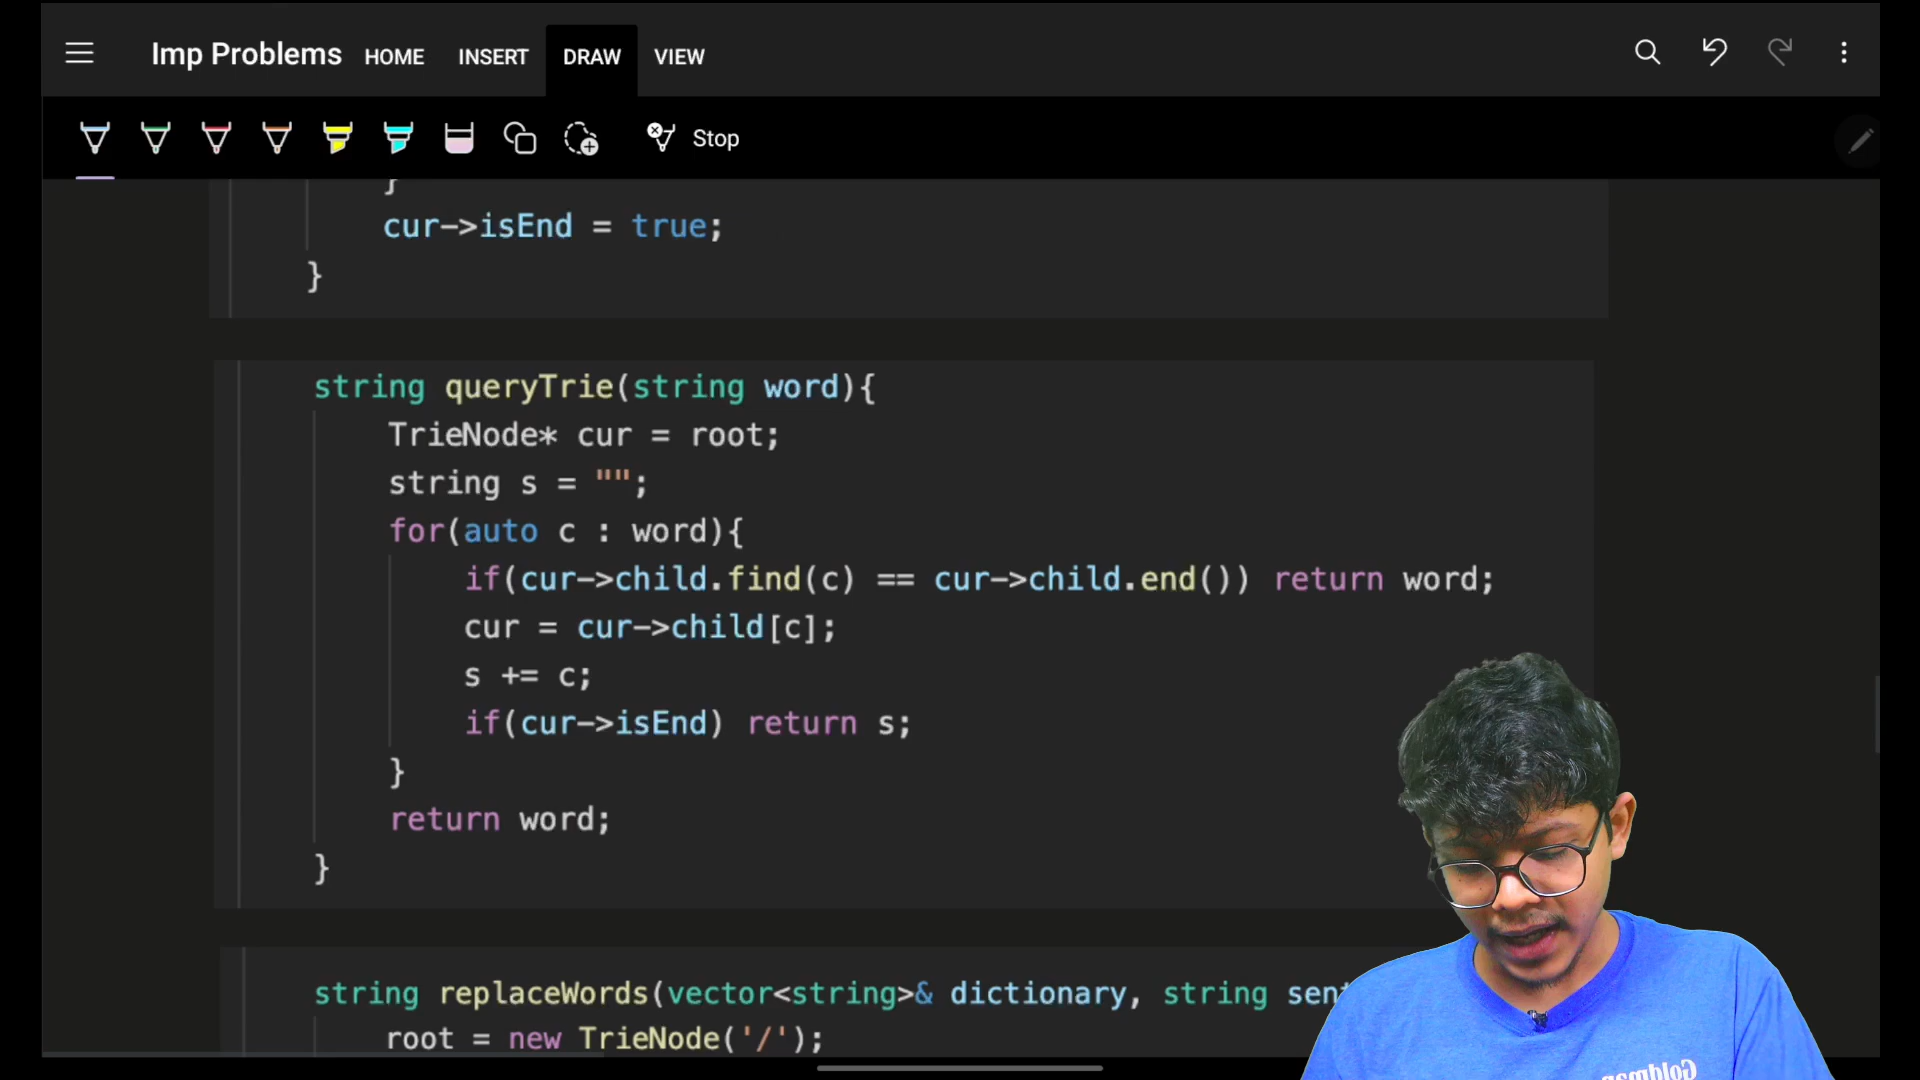 Imp Problems HOME INSERT DRAW VIEW
Stop
}
cur->isEnd = true;
}
string queryTrie(string word){
TrieNode* cur = root;
string s = "";
for(auto c : word){
if(cur->child.find(c) == cur->child.end()) return word;
cur = cur->child[c];
s += c;
if(cur->isEnd) return s;
}
return word;
}
string replaceWords(vector<string>& dictionary, string sent
root = new TrieNode('/');
Goldman